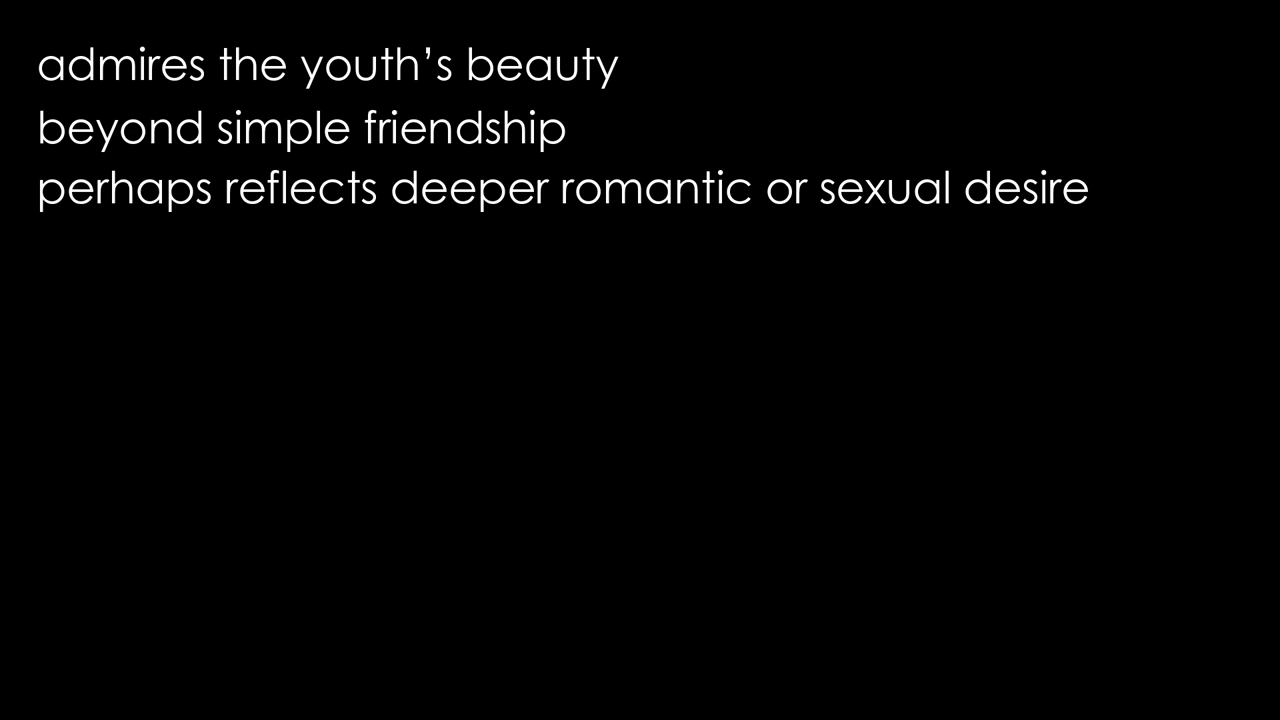 admires the youth’s beauty
beyond simple friendship
perhaps reflects deeper romantic or sexual desire